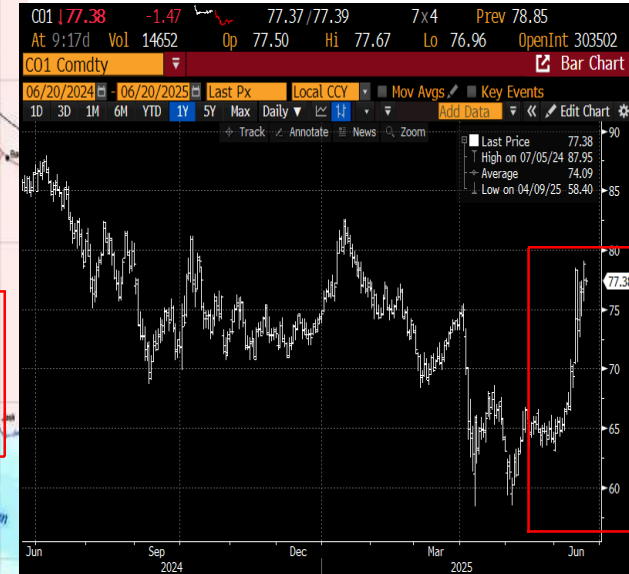 CO1 ↓77.38 -1.47 77.37/77.39 7x4 Prev 78.85
At 9:17d Vol 14652 Op 77.50 Hi 77.67 Lo 76.96 OpenInt 303502
CO1 Comdty Bar Chart
06/20/2024 - 06/20/2025 Last Px Local CCY Mov Avgs Key Events
1D 3D 1M 6M YTD 1Y 5Y Max Daily ▼ Add Data « Edit Chart
Track Annotate News Zoom
Last Price 77.38
High on 07/05/24 87.95
Average 74.09
Low on 04/09/25 58.40
90
85
80
77.38
75
70
65
60
Jun Sep Dec Mar Jun
2024 2025